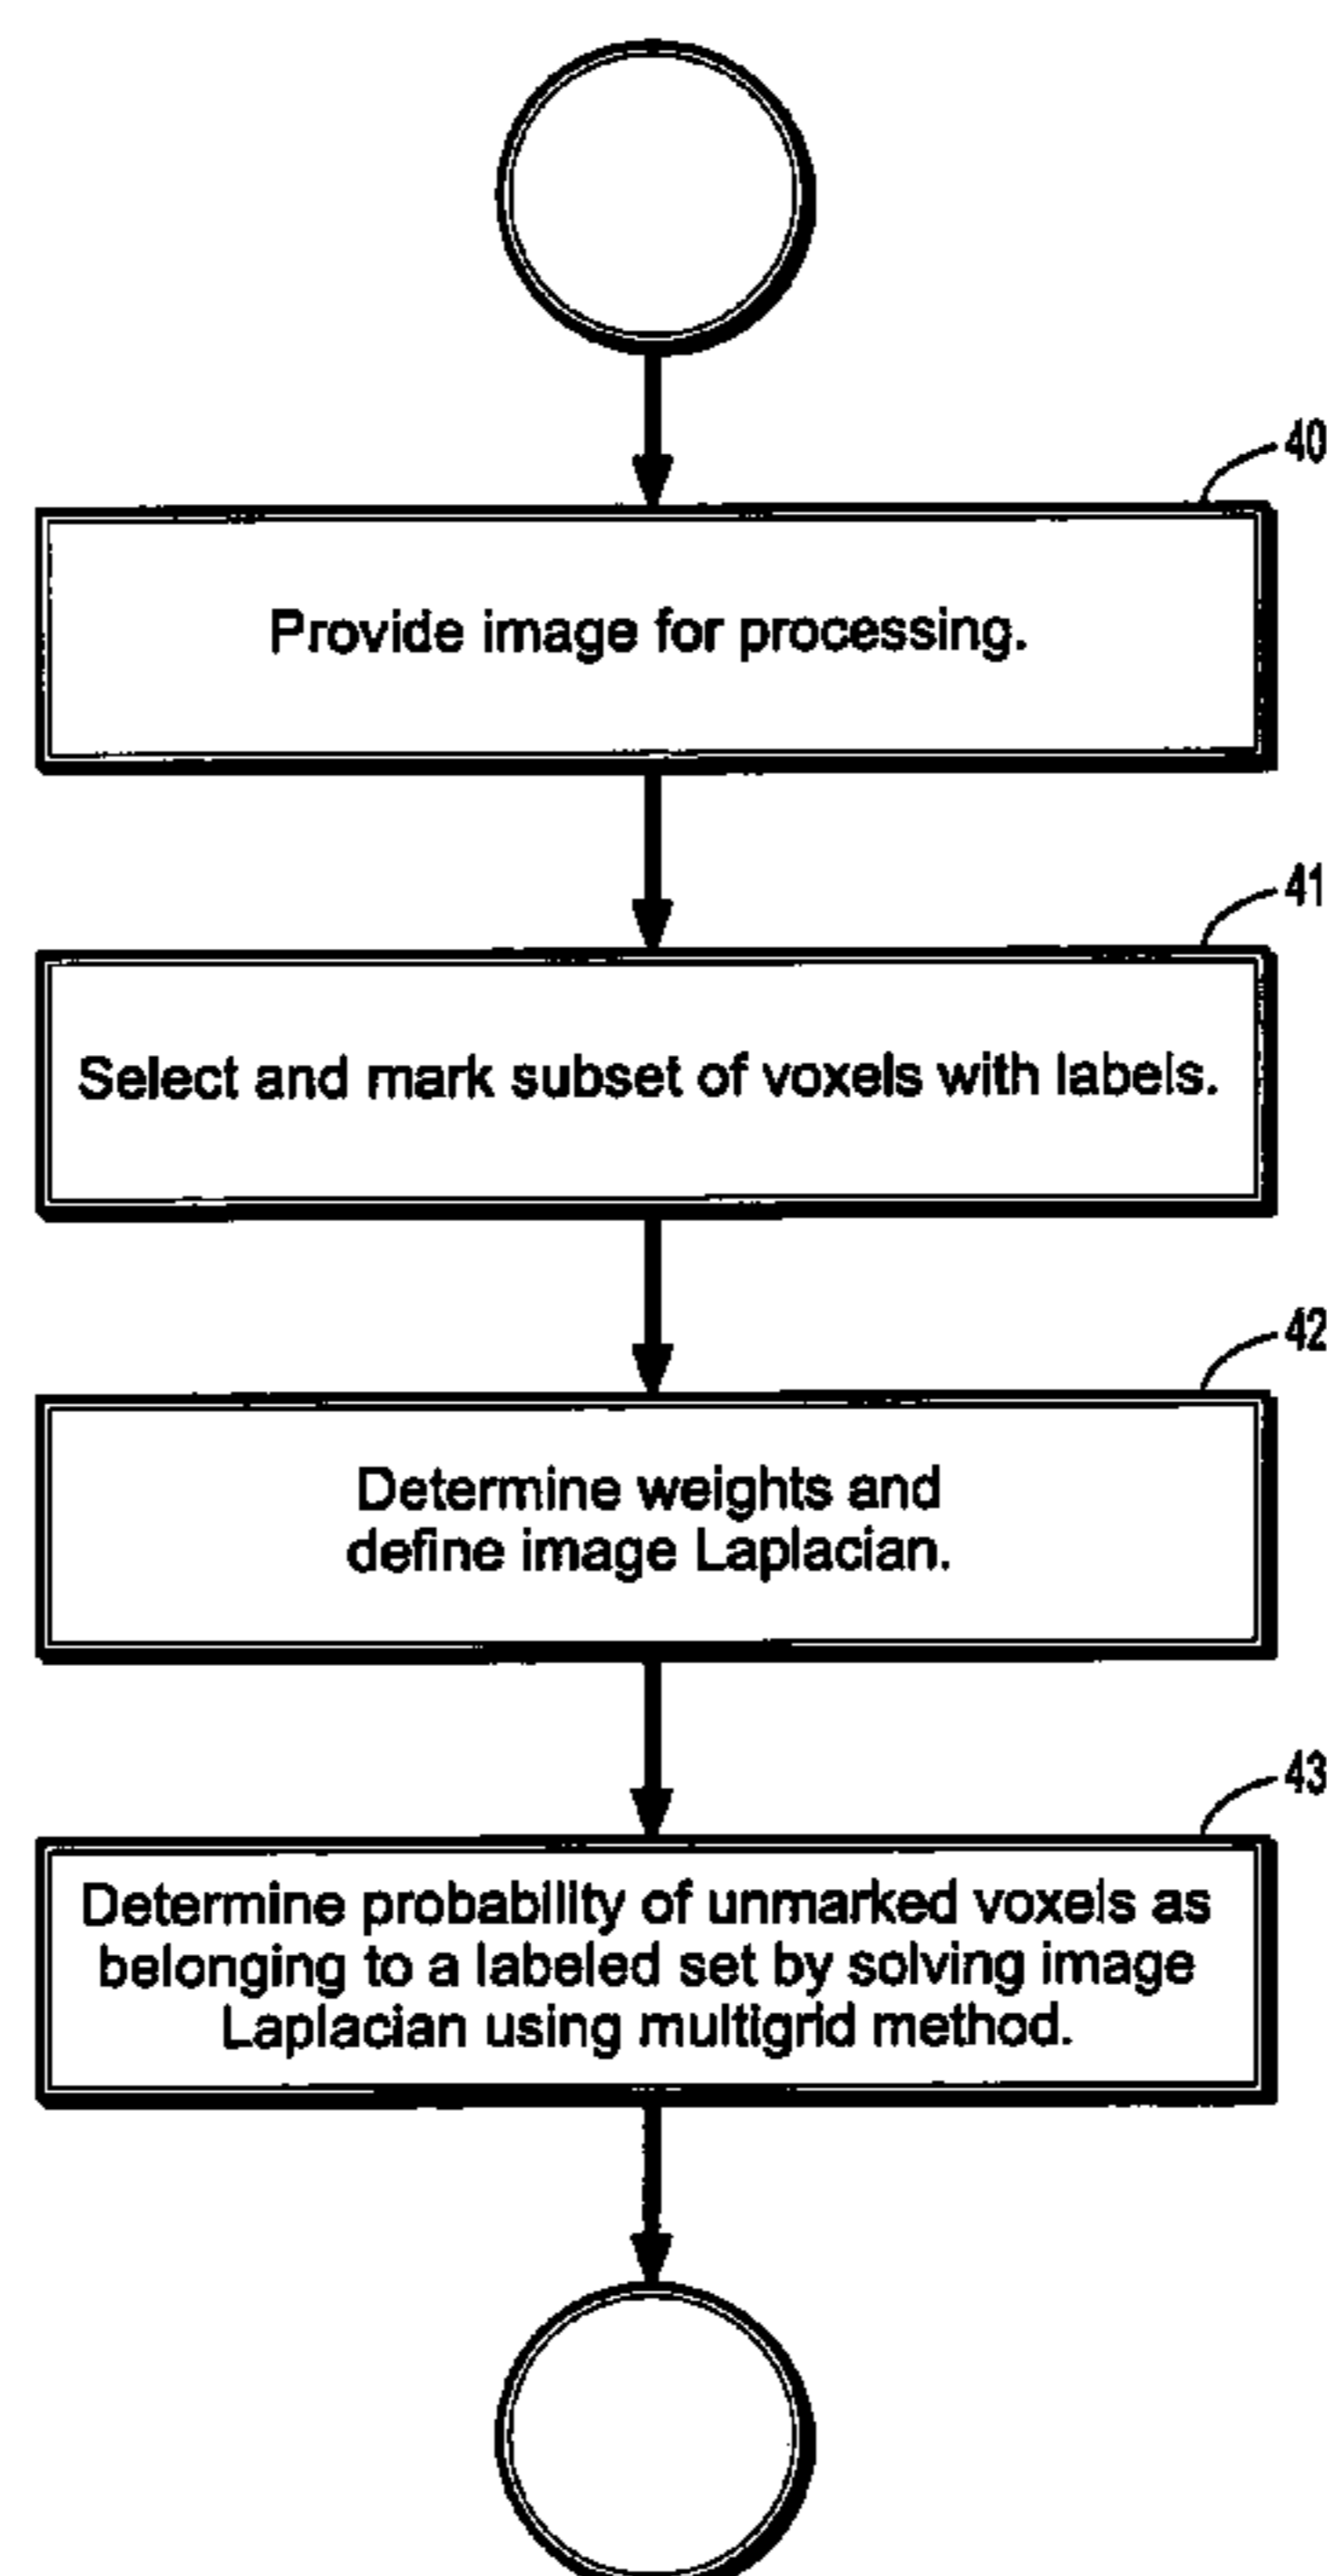 40
Provide image for processing.
41
Select and mark subset of voxels with labels.
42
Determine weights and
define image Laplacian.
43
Determine probability of unmarked voxels as
belonging to a labeled set by solving image
Laplacian using multigrid method.